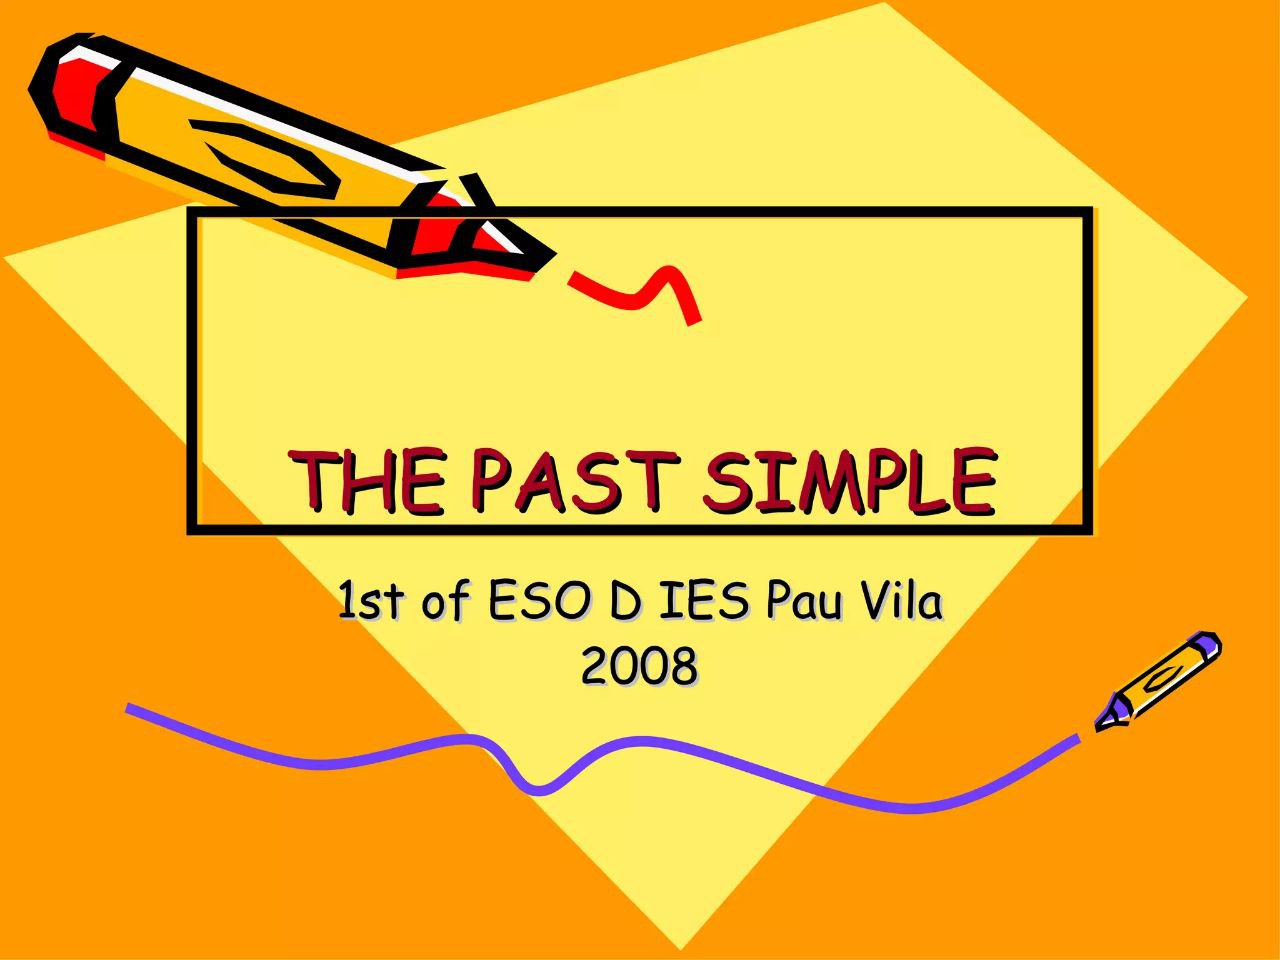 THE PAST SIMPLE
1st of ESO D IES Pau Vila
2008